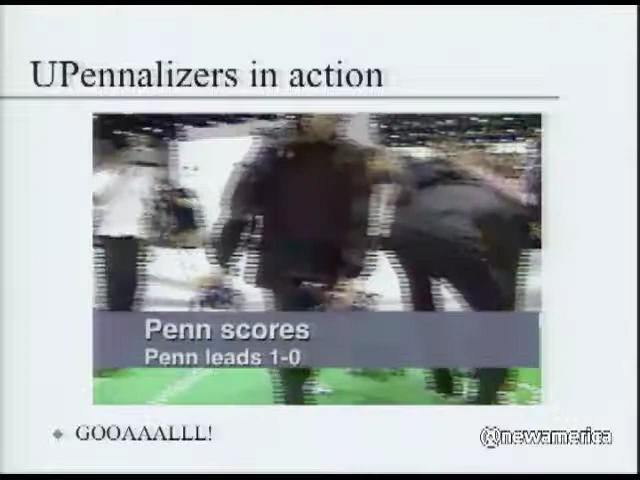 UPennalizers in action
Penn scores
Penn leads 1-0
GOOAAALLL!
@newamerica